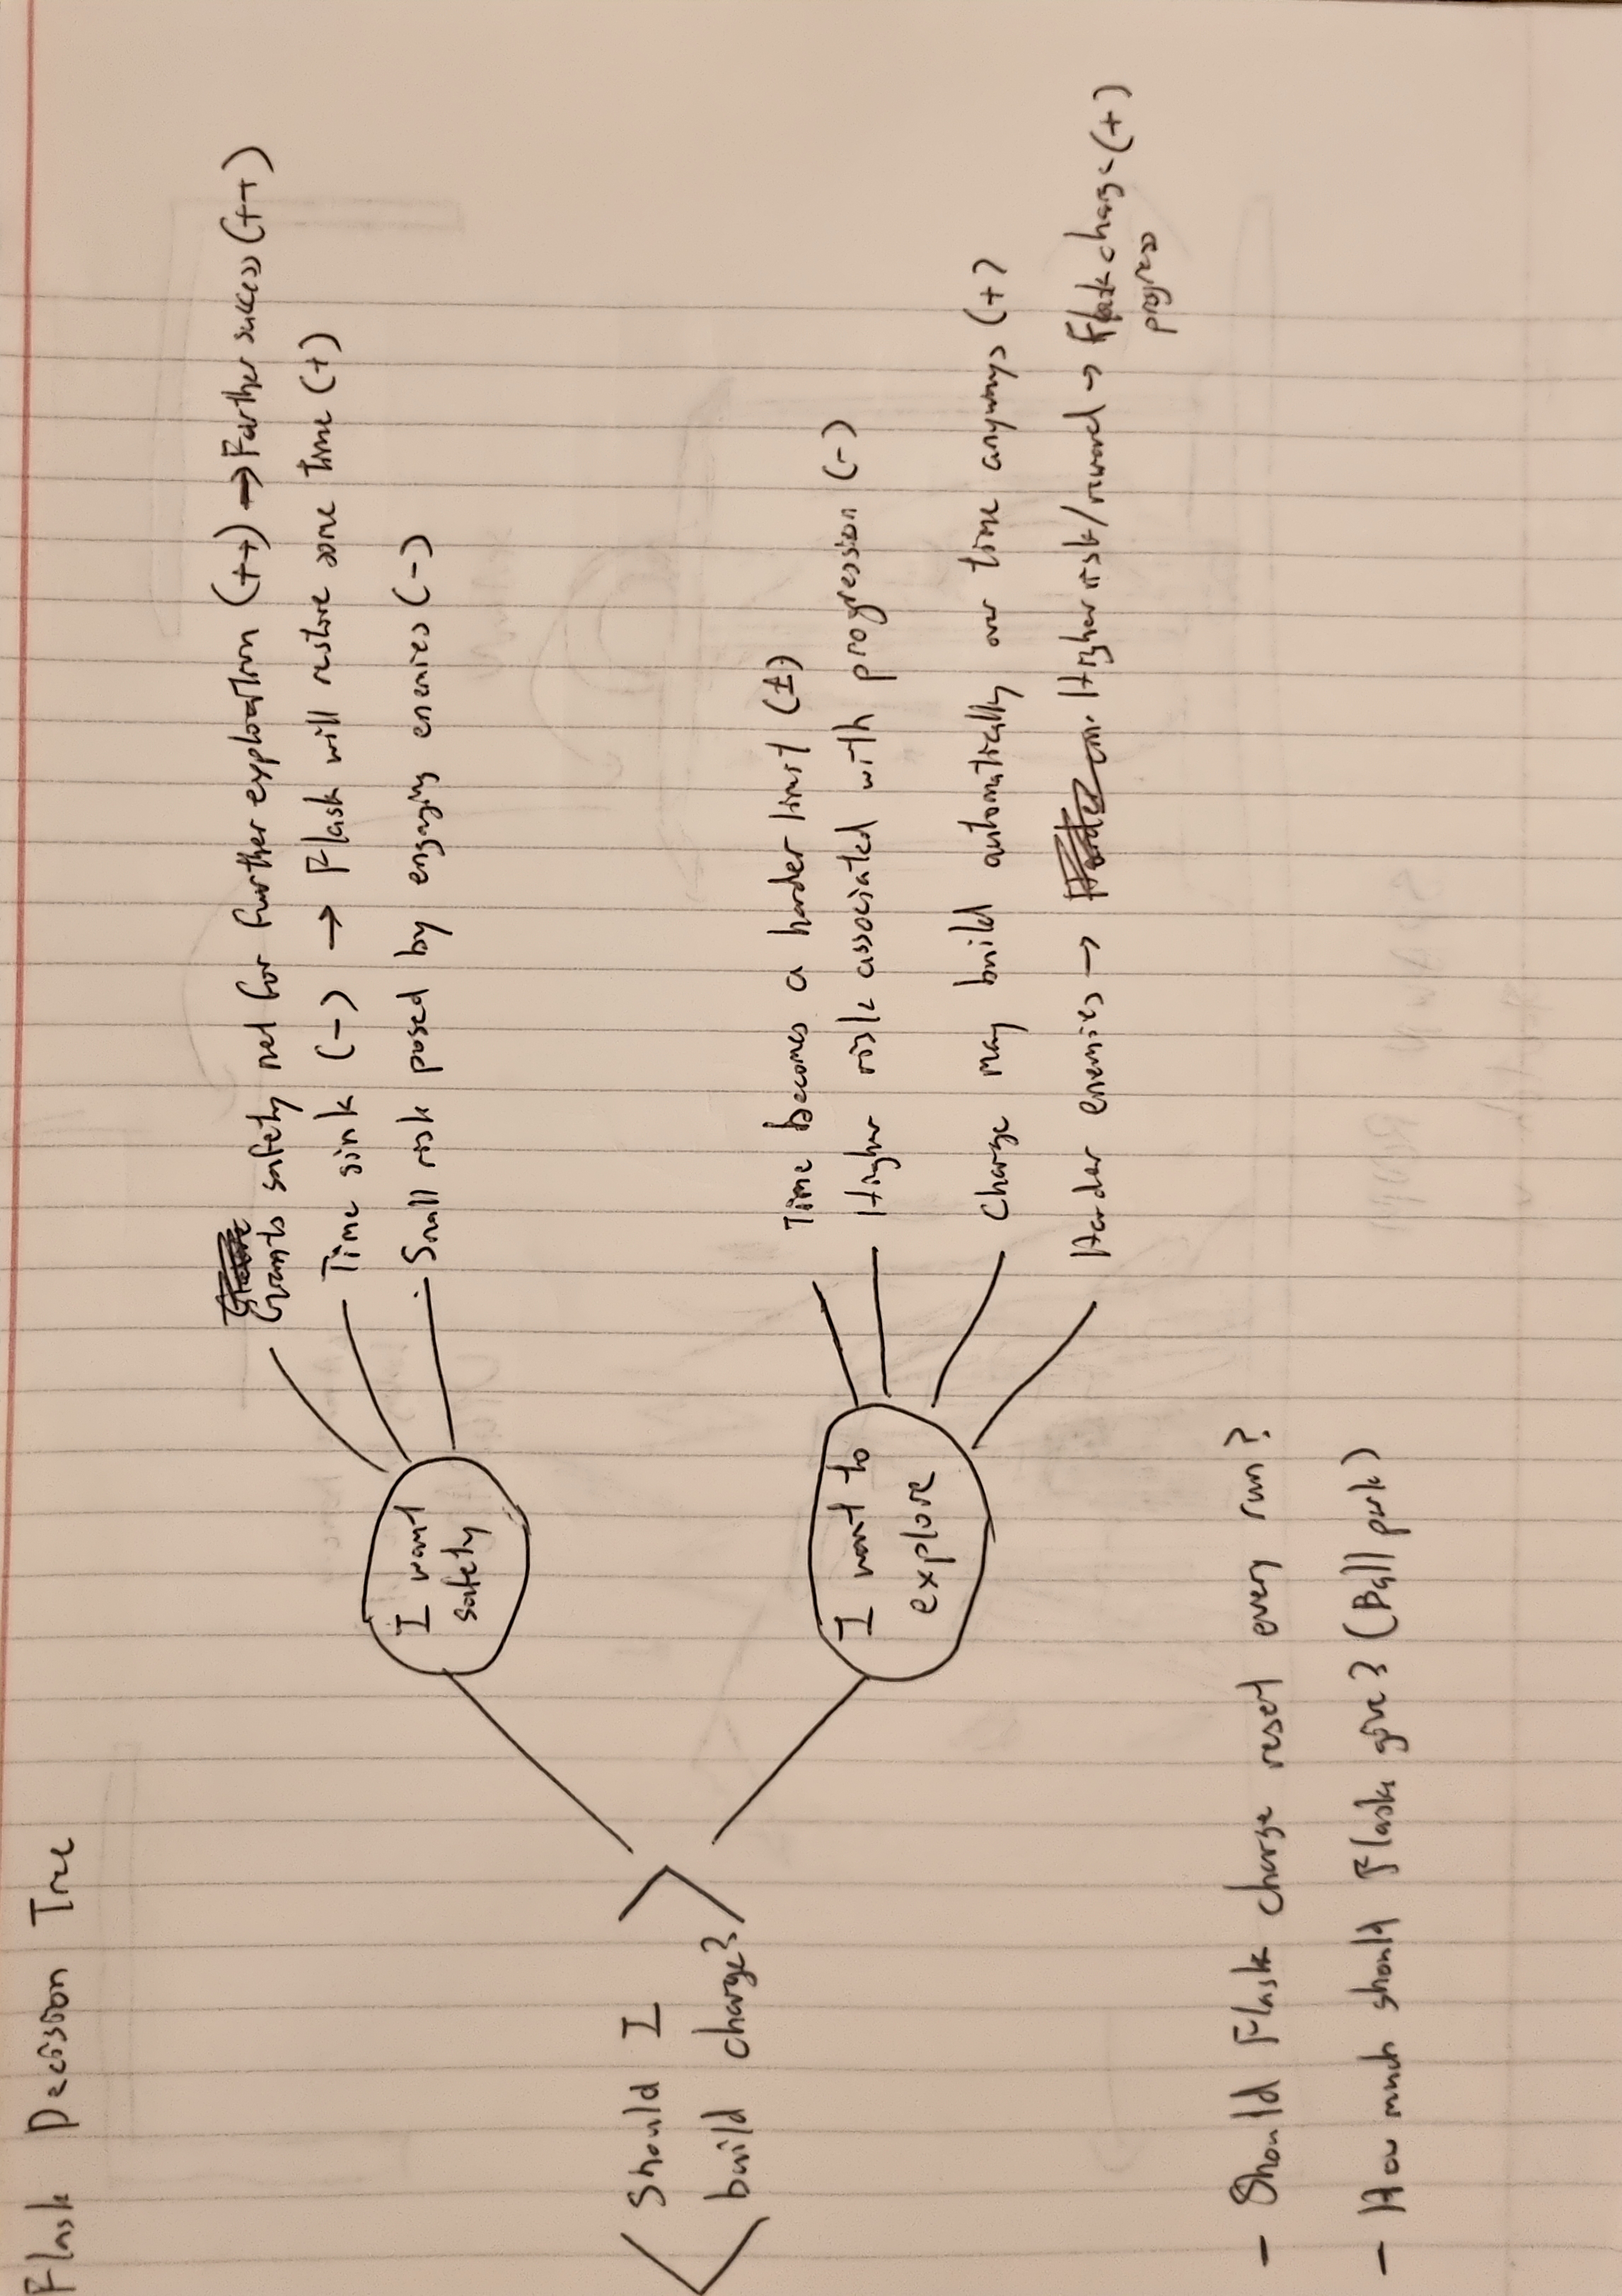 Flask Decision Tree
Grants safety net for further exploration (++) → Farther success (++)
Time sink (-) → Flask will restore some time (+)
I want
safety
Small risk posed by engaging enemies (-)
Should I
build charge?
Time becomes a harder limit (±)
I want to
explore
Higher risk associated with progression (-)
Charge may build automatically over time anyways (+)
Harder enemies → Higher risk/reward → Flask charge (+)
progress
- Should Flask charge reset every run?
- How much should Flask give? (Ball park)